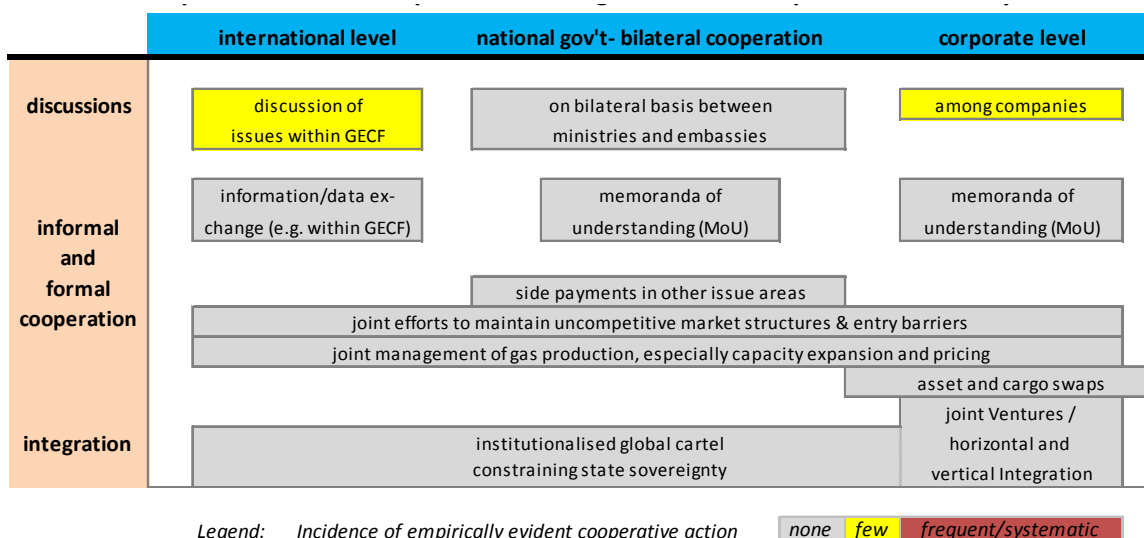 international level
national gov't- bilateral cooperation
corporate level
discussions
discussion of
issues within GECF
on bilateral basis between
ministries and embassies
among companies
informal
and
formal
cooperation
information/data ex-
change (e.g. within GECF)
memoranda of
understanding (MoU)
memoranda of
understanding (MoU)
side payments in other issue areas
joint efforts to maintain uncompetitive market structures & entry barriers
joint management of gas production, especially capacity expansion and pricing
asset and cargo swaps
integration
institutionalised global cartel
constraining state sovereignty
joint Ventures /
horizontal and
vertical Integration
Legend: Incidence of empirically evident cooperative action none few frequent/systematic